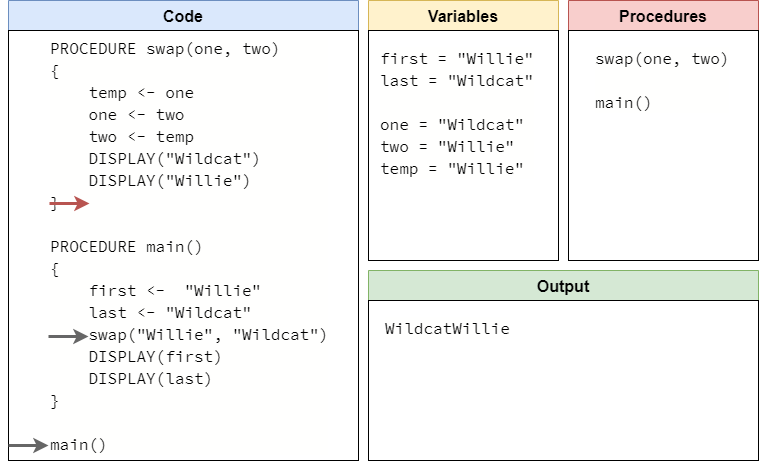 Code
PROCEDURE swap(one, two)
{
    temp <- one
    one <- two
    two <- temp
    DISPLAY("Wildcat")
    DISPLAY("Willie")
}
PROCEDURE main()
{
    first <-  "Willie"
    last <- "Wildcat"
    swap("Willie", "Wildcat")
    DISPLAY(first)
    DISPLAY(last)
}
main()
Variables
first = "Willie"
last = "Wildcat"
one = "Wildcat"
two = "Willie"
temp = "Willie"
Procedures
swap(one, two)
main()
Output
WildcatWillie